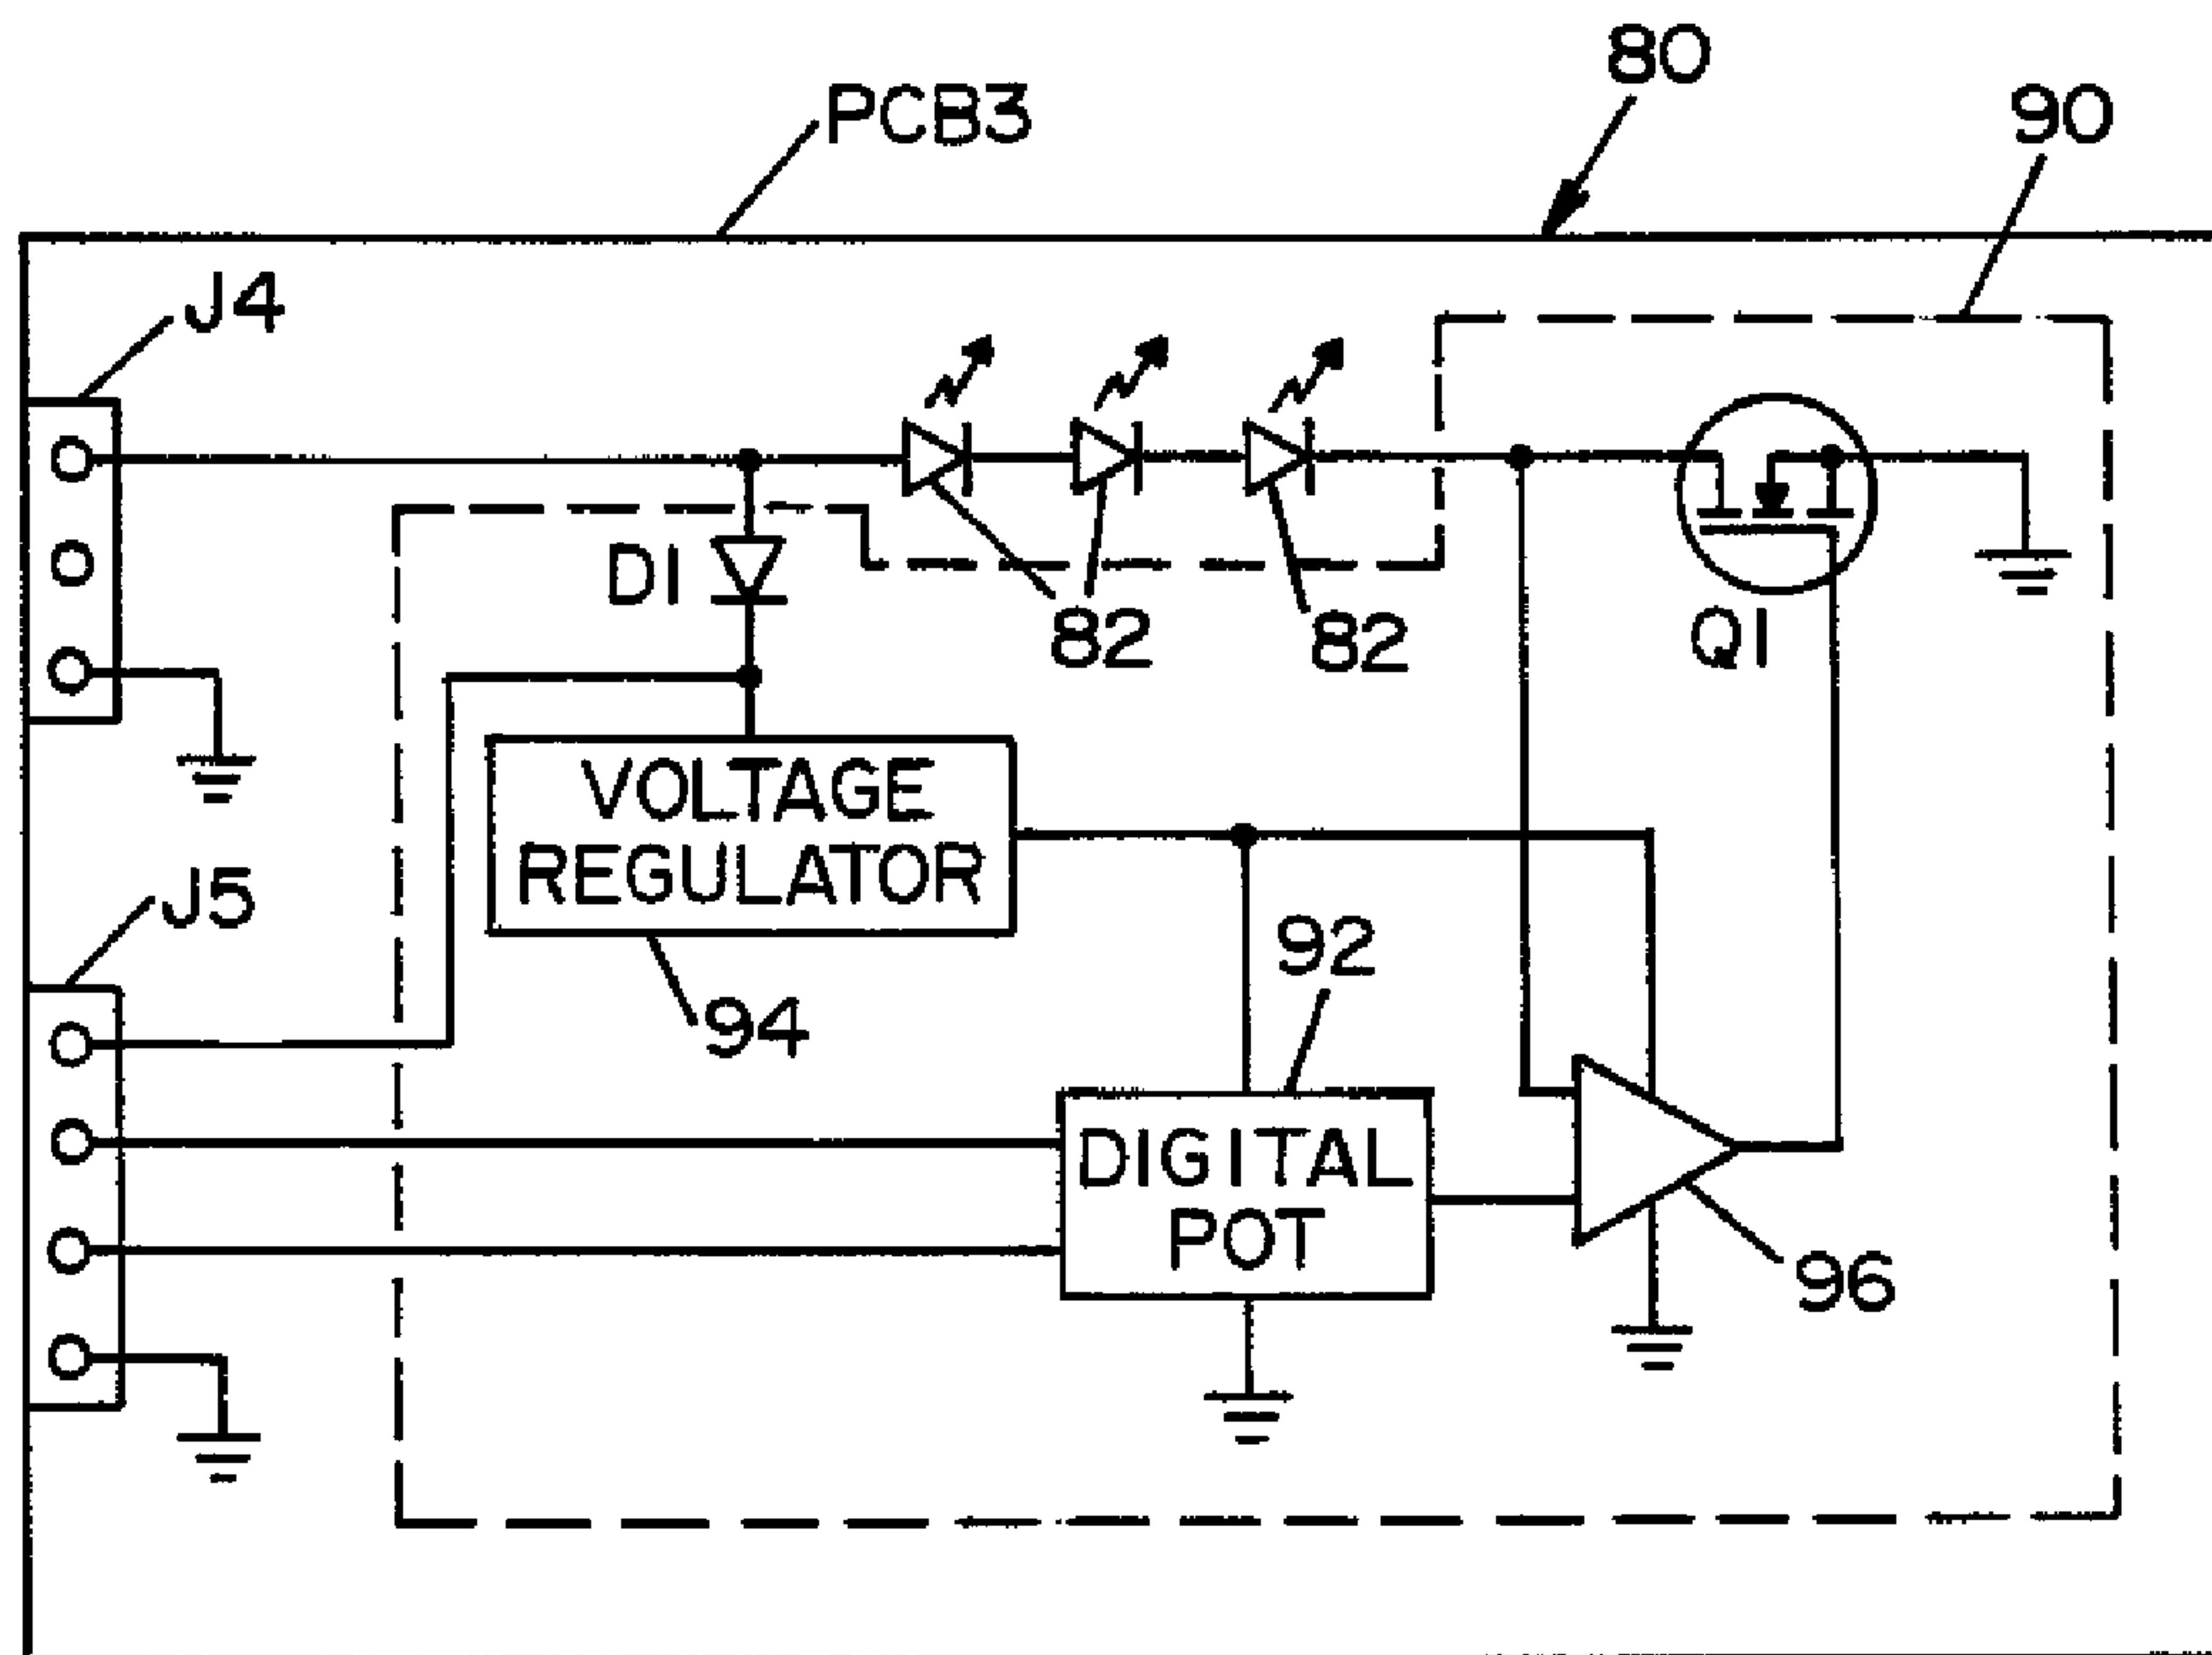 80
PCB3
90
J4
D1
82
82
Q1
VOLTAGE
REGULATOR
J5
92
94
DIGITAL
POT
96